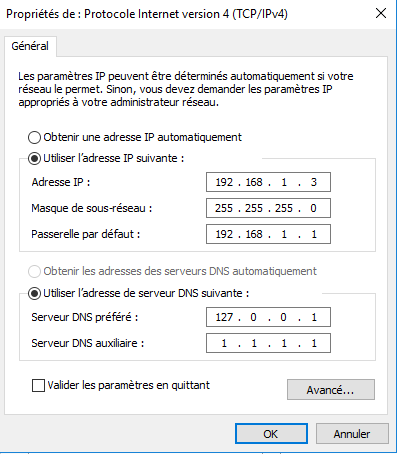 Propriétés de : Protocole Internet version 4 (TCP/IPv4)
Général
Les paramètres IP peuvent être déterminés automatiquement si votre
réseau le permet. Sinon, vous devez demander les paramètres IP
appropriés à votre administrateur réseau.
Obtenir une adresse IP automatiquement
Utiliser l'adresse IP suivante :
Adresse IP : 192 . 168 . 1 . 3
Masque de sous-réseau : 255 . 255 . 255 . 0
Passerelle par défaut : 192 . 168 . 1 . 1
Obtenir les adresses des serveurs DNS automatiquement
Utiliser l'adresse de serveur DNS suivante :
Serveur DNS préféré : 127 . 0 . 0 . 1
Serveur DNS auxiliaire : 1 . 1 . 1 . 1
Valider les paramètres en quittant
Avancé...
OK Annuler